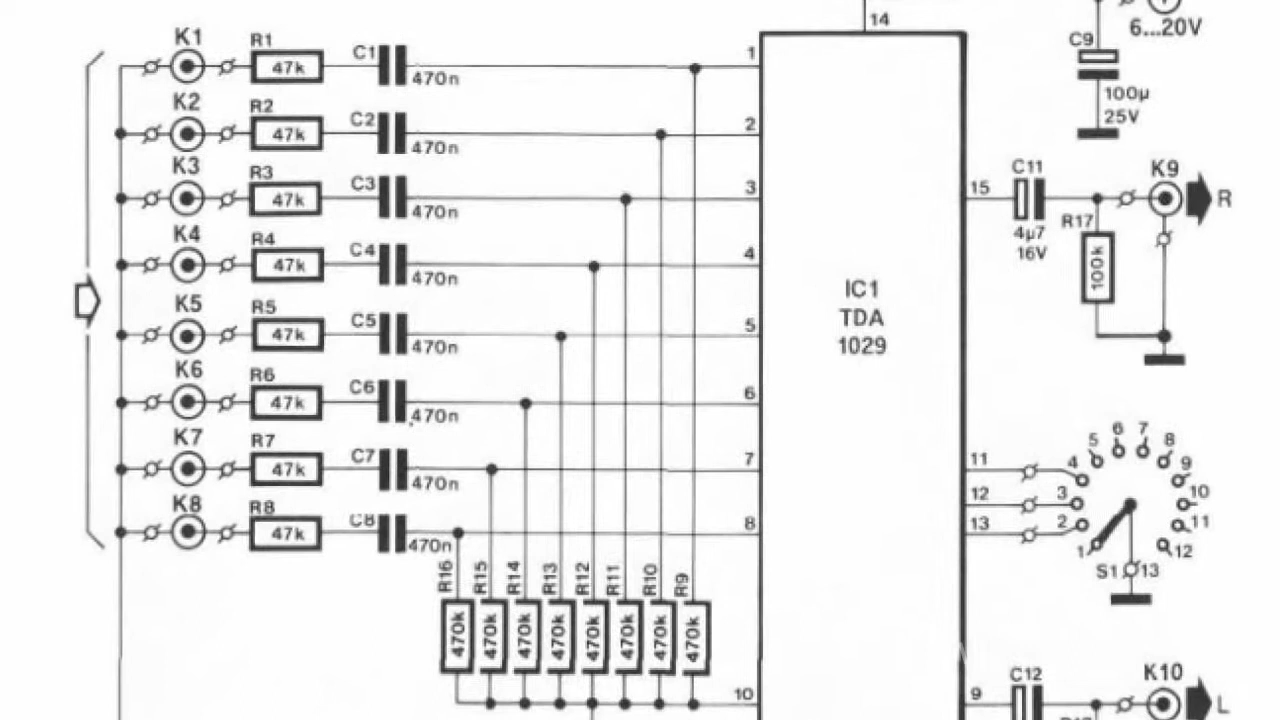 14
6...20V
C9
100µ
25V
K1 R1 47k C1 470n 1
K2 R2 47k C2 470n 2
K3 R3 47k C3 470n 3
K4 R4 47k C4 470n 4
K5 R5 47k C5 470n 5
K6 R6 47k C6 470n 6
K7 R7 47k C7 470n 7
K8 R8 47k C8 470n 8
R16 R15 R14 R13 R12 R11 R10 R9
470k 470k 470k 470k 470k 470k 470k 470k
10
IC1
TDA
1029
15 C11 K9 R
4µ7
16V
R17
100k
11
12
13
1 2 3 4 5 6 7 8 9 10 11 12
S1 13
9 C12 K10 L